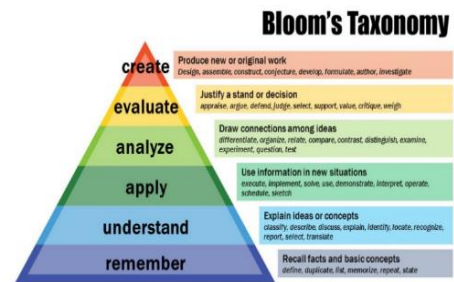 Bloom's Taxonomy
create
Produce new or original work
Design, assemble, construct, conjecture, develop, formulate, author, investigate
evaluate
Justify a stand or decision
appraise, argue, defend, judge, select, support, value, critique, weigh
analyze
Draw connections among ideas
differentiate, organize, relate, compare, contrast, distinguish, examine,
experiment, question, test
apply
Use information in new situations
execute, implement, solve, use, demonstrate, interpret, operate,
schedule, sketch
understand
Explain ideas or concepts
classify, describe, discuss, explain, identify, locate, recognize,
report, select, translate
remember
Recall facts and basic concepts
define, duplicate, list, memorize, repeat, state